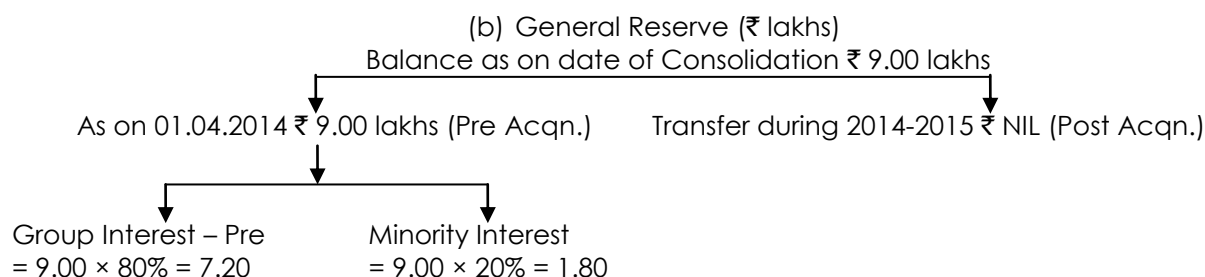 (b) General Reserve (₹ lakhs)
Balance as on date of Consolidation ₹ 9.00 lakhs
As on 01.04.2014 ₹ 9.00 lakhs (Pre Acqn.) Transfer during 2014-2015 ₹ NIL (Post Acqn.)
Group Interest – Pre Minority Interest
= 9.00 × 80% = 7.20 = 9.00 × 20% = 1.80